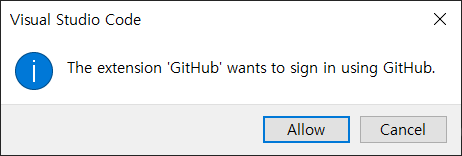 Visual Studio Code
The extension 'GitHub' wants to sign in using GitHub.
Allow
Cancel